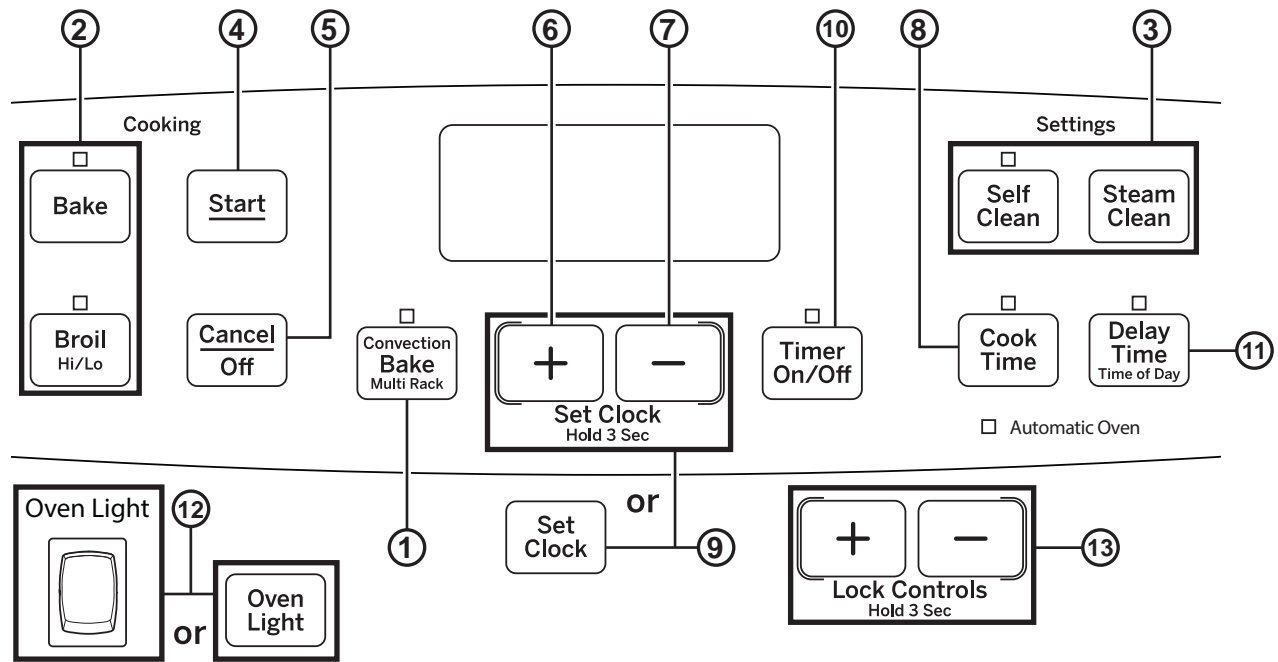 2 4 5 6 7 10 8 3
Cooking
Settings
Bake
Start
Self
Clean
Steam
Clean
Broil
Hi/Lo
Cancel
Off
Convection
Bake
Multi Rack
+ −
Set Clock
Hold 3 Sec
Timer
On/Off
Cook
Time
Delay
Time
Time of Day
11
Automatic Oven
Oven Light
12
or
Oven
Light
1
Set
Clock
or
9
+ −
Lock Controls
Hold 3 Sec
13